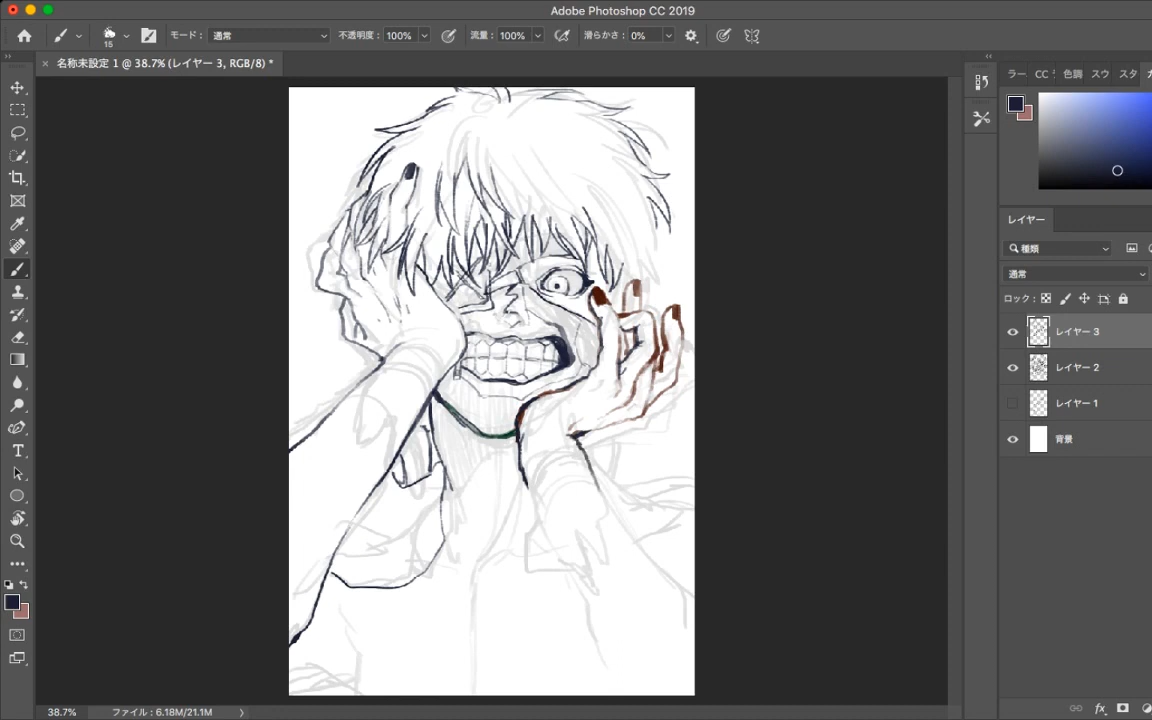 Adobe Photoshop CC 2019
15 モード： 通常 不透明度： 100% 流量： 100% 滑らかさ： 0%
× 名称未設定 1 @ 38.7% (レイヤー 3, RGB/8) *
ラー CC 色調 スウ スタ
レイヤー
種類
通常
ロック：
レイヤー 3
レイヤー 2
レイヤー 1
背景
T
38.7% ファイル : 6.18M/21.1M
fx